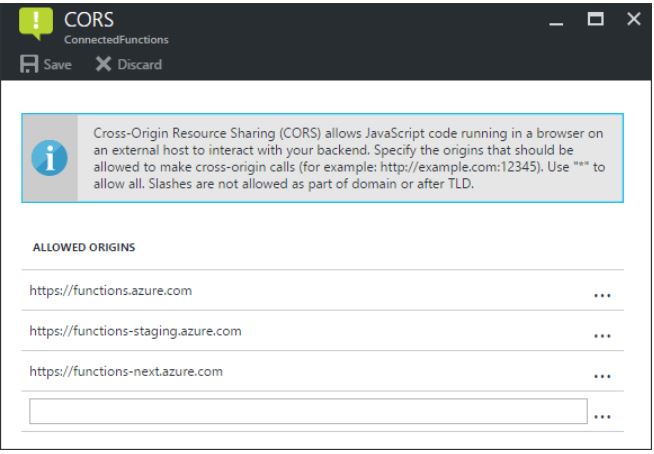 CORS
ConnectedFunctions
Save Discard
Cross-Origin Resource Sharing (CORS) allows JavaScript code running in a browser on
an external host to interact with your backend. Specify the origins that should be
allowed to make cross-origin calls (for example: http://example.com:12345). Use "*" to
allow all. Slashes are not allowed as part of domain or after TLD.
ALLOWED ORIGINS
https://functions.azure.com ...
https://functions-staging.azure.com ...
https://functions-next.azure.com ...
...